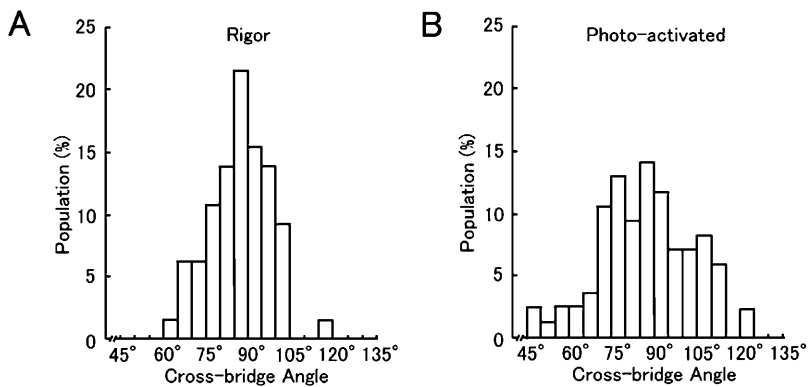 A
Rigor
25
20
15
10
5
0
Population (%)
45° 60° 75° 90° 105° 120° 135°
Cross-bridge Angle
B
Photo-activated
25
20
15
10
5
0
Population (%)
45° 60° 75° 90° 105° 120° 135°
Cross-bridge Angle